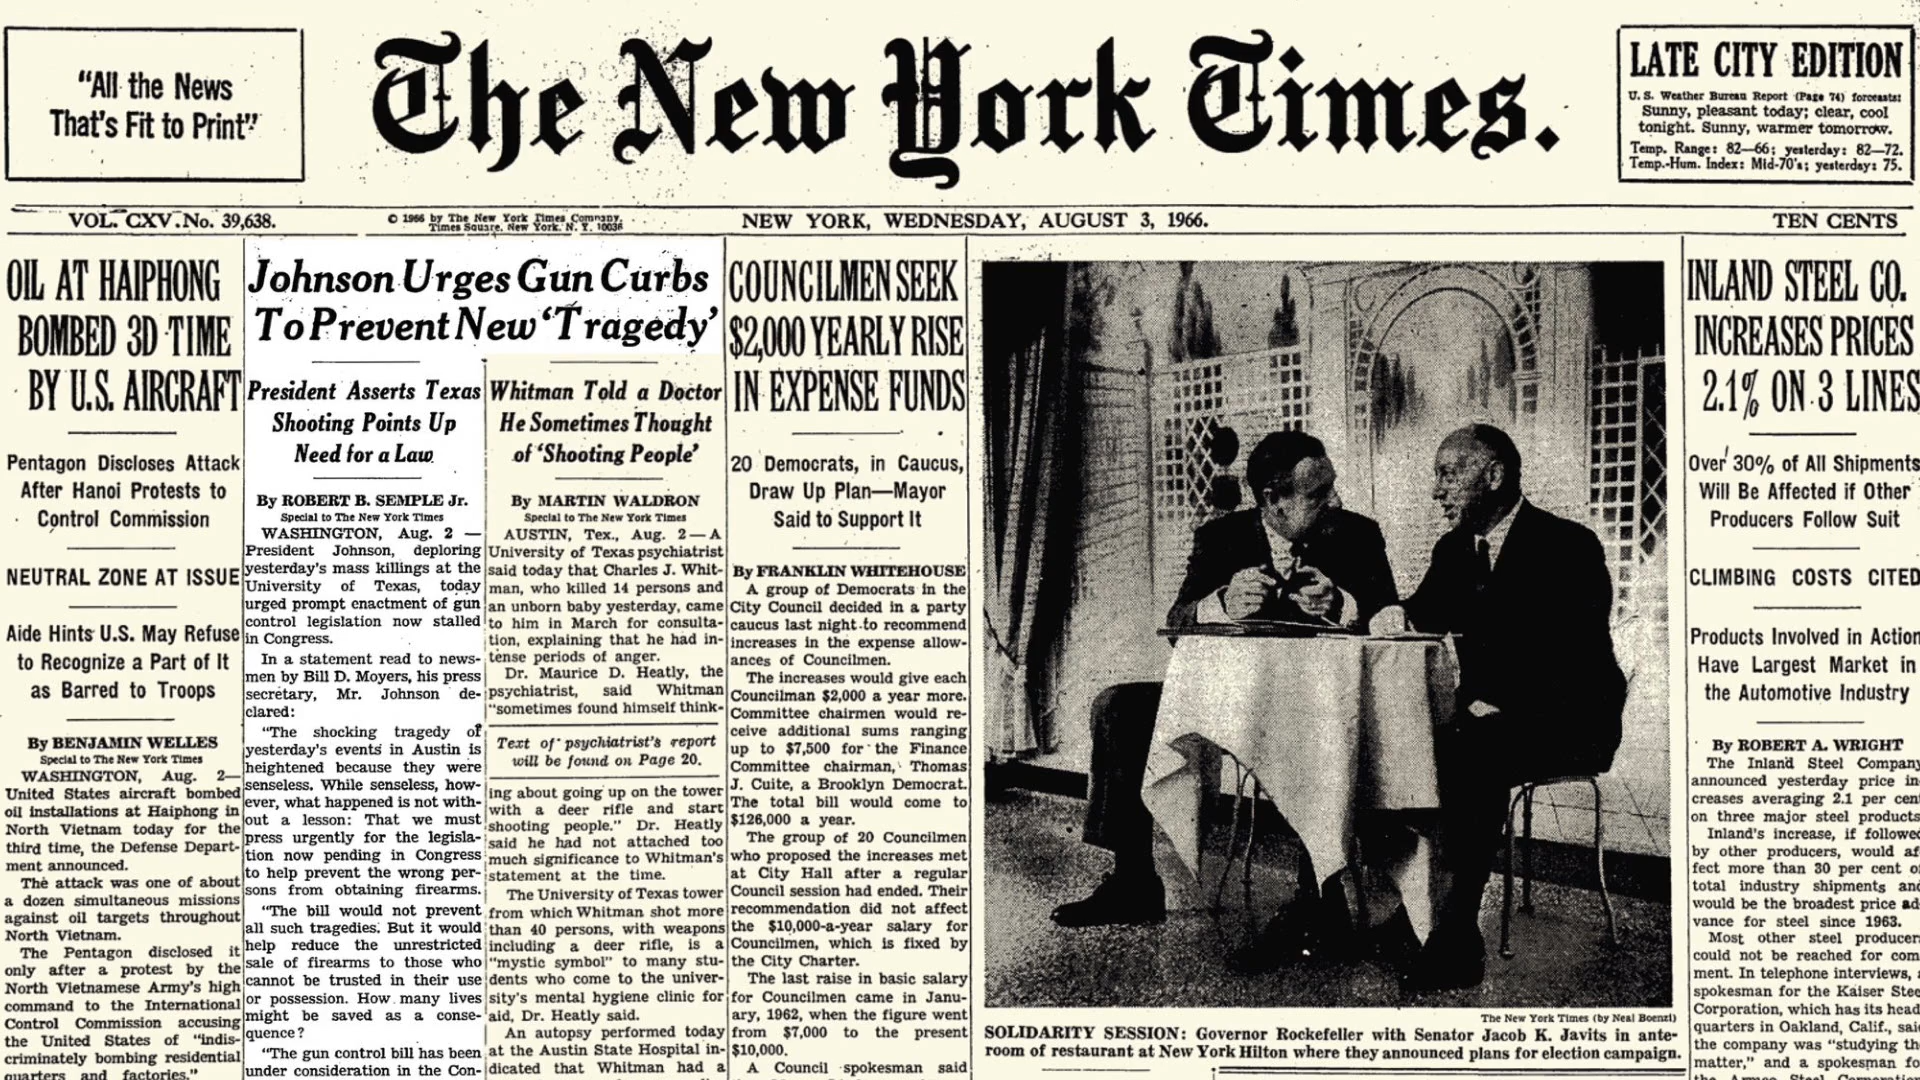 "All the News
That's Fit to Print"
The New York Times.
LATE CITY EDITION
U. S. Weather Bureau Report (Page 74) forecasts:
Sunny, pleasant today; clear, cool
tonight. Sunny, warmer tomorrow.
Temp. Range: 82—66; yesterday: 82—72.
Temp.-Hum. Index: Mid-70's; yesterday: 75.
VOL. CXV. No. 39,638.
© 1966 by The New York Times Company.
Times Square, New York, N. Y. 10036
NEW YORK, WEDNESDAY, AUGUST 3, 1966.
TEN CENTS
OIL AT HAIPHONG
BOMBED 3D TIME
BY U.S. AIRCRAFT
Pentagon Discloses Attack
After Hanoi Protests to
Control Commission
NEUTRAL ZONE AT ISSUE
Aide Hints U.S. May Refuse
to Recognize a Part of It
as Barred to Troops
By BENJAMIN WELLES
Special to The New York Times
WASHINGTON, Aug. 2—
United States aircraft bombed
oil installations at Haiphong in
North Vietnam today for the
third time, the Defense Depart-
ment announced.
The attack was one of about
a dozen simultaneous missions
against oil targets throughout
North Vietnam.
The Pentagon disclosed it
only after a protest by the
North Vietnamese Army's high
command to the International
Control Commission accusing
the United States of "indis-
criminately bombing residential
quarters and factories."
Johnson Urges Gun Curbs
To Prevent New 'Tragedy'
President Asserts Texas
Shooting Points Up
Need for a Law
By ROBERT B. SEMPLE Jr.
Special to The New York Times
WASHINGTON, Aug. 2 —
President Johnson, deploring
yesterday's mass killings at the
University of Texas, today
urged prompt enactment of gun
control legislation now stalled
in Congress.
In a statement read to news-
men by Bill D. Moyers, his press
secretary, Mr. Johnson de-
clared:
"The shocking tragedy of
yesterday's events in Austin is
heightened because they were
senseless. While senseless, how-
ever, what happened is not with-
out a lesson: That we must
press urgently for the legisla-
tion now pending in Congress
to help prevent the wrong per-
sons from obtaining firearms.
"The bill would not prevent
all such tragedies. But it would
help reduce the unrestricted
sale of firearms to those who
cannot be trusted in their use
or possession. How many lives
might be saved as a conse-
quence?
"The gun control bill has been
under consideration in the Con-
Whitman Told a Doctor
He Sometimes Thought
of 'Shooting People'
By MARTIN WALDRON
Special to The New York Times
AUSTIN, Tex., Aug. 2—A
University of Texas psychiatrist
said today that Charles J. Whit-
man, who killed 14 persons and
an unborn baby yesterday, came
to him in March for consulta-
tion, explaining that he had in-
tense periods of anger.
Dr. Maurice D. Heatly, the
psychiatrist, said Whitman
"sometimes found himself think-
Text of psychiatrist's report
will be found on Page 20.
ing about going up on the tower
with a deer rifle and start
shooting people." Dr. Heatly
said he had not attached too
much significance to Whitman's
statement at the time.
The University of Texas tower
from which Whitman shot more
than 40 persons, with weapons
including a deer rifle, is a
"mystic symbol" to many stu-
dents who come to the univer-
sity's mental hygiene clinic for
aid, Dr. Heatly said.
An autopsy performed today
at the Austin State Hospital in-
dicated that Whitman had a
COUNCILMEN SEEK
$2,000 YEARLY RISE
IN EXPENSE FUNDS
20 Democrats, in Caucus,
Draw Up Plan—Mayor
Said to Support It
By FRANKLIN WHITEHOUSE
A group of Democrats in the
City Council decided in a party
caucus last night to recommend
increases in the expense allow-
ances of Councilmen.
The increases would give each
Councilman $2,000 a year more.
Committee chairmen would re-
ceive additional sums ranging
up to $7,500 for the Finance
Committee chairman, Thomas
J. Cuite, a Brooklyn Democrat.
The total bill would come to
$126,000 a year.
The group of 20 Councilmen
who proposed the increases met
at City Hall after a regular
Council session had ended. Their
recommendation did not affect
the $10,000-a-year salary for
Councilmen, which is fixed by
the City Charter.
The last raise in basic salary
for Councilmen came in Janu-
ary, 1962, when the figure went
from $7,000 to the present
$10,000.
A Council spokesman said
The New York Times (by Neal Boenzi)
SOLIDARITY SESSION: Governor Rockefeller with Senator Jacob K. Javits in ante-
room of restaurant at New York Hilton where they announced plans for election campaign.
INLAND STEEL CO.
INCREASES PRICES
2.1% ON 3 LINES
Over 30% of All Shipments
Will Be Affected if Other
Producers Follow Suit
CLIMBING COSTS CITED
Products Involved in Action
Have Largest Market in
the Automotive Industry
By ROBERT A. WRIGHT
The Inland Steel Company
announced yesterday price in-
creases averaging 2.1 per cent
on three major steel products.
Inland's increase, if followed
by other producers, would af-
fect more than 30 per cent of
total industry shipments and
would be the broadest price ad-
vance for steel since 1963.
Most other steel producers
could not be reached for com-
ment. In telephone interviews, a
spokesman for the Kaiser Steel
Corporation, which has its head-
quarters in Oakland, Calif., said
the company was "studying the
matter," and a spokesman for